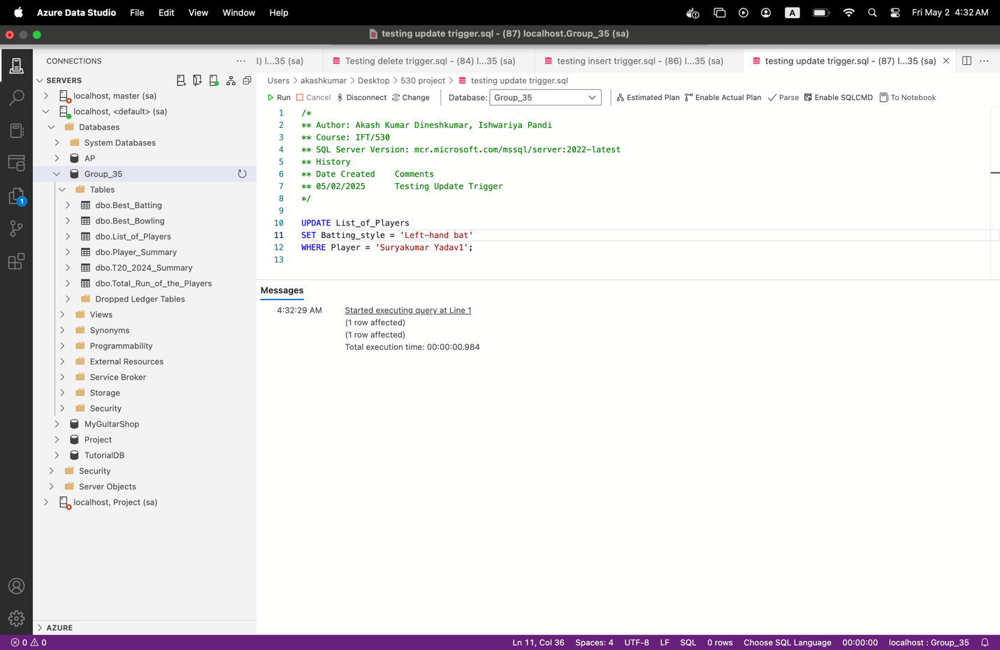 Azure Data Studio File Edit View Window Help A Fri May 2 4:32 AM
testing update trigger.sql - (87) localhost.Group_35 (sa)
CONNECTIONS
3) l...35 (sa) Testing delete trigger.sql - (84) l...35 (sa) testing insert trigger.sql - (86) l...35 (sa) testing update trigger.sql - (87) l...35 (sa)
Users > akashkumar > Desktop > 530 project > testing update trigger.sql
Run Cancel Disconnect Change Database: Group_35 Estimated Plan Enable Actual Plan Parse Enable SQLCMD To Notebook
SERVERS
localhost, master (sa)
localhost, <default> (sa)
Databases
System Databases
AP
Group_35
Tables
dbo.Best_Batting
dbo.Best_Bowling
dbo.List_of_Players
dbo.Player_Summary
dbo.T20_2024_Summary
dbo.Total_Run_of_the_Players
Dropped Ledger Tables
Views
Synonyms
Programmability
External Resources
Service Broker
Storage
Security
MyGuitarShop
Project
TutorialDB
Security
Server Objects
localhost, Project (sa)
AZURE
1
1 /*
2 ** Author: Akash Kumar Dineshkumar, Ishwariya Pandi
3 ** Course: IFT/530
4 ** SQL Server Version: mcr.microsoft.com/mssql/server:2022-latest
5 ** History
6 ** Date Created    Comments
7 ** 05/02/2025      Testing Update Trigger
8 */
9
10 UPDATE List_of_Players
11 SET Batting_style = 'Left-hand bat'
12 WHERE Player = 'Suryakumar Yadav1';
13
Messages
4:32:29 AM Started executing query at Line 1
(1 row affected)
(1 row affected)
Total execution time: 00:00:00.984
0 0 Ln 11, Col 36 Spaces: 4 UTF-8 LF SQL 0 rows Choose SQL Language 00:00:00 localhost : Group_35